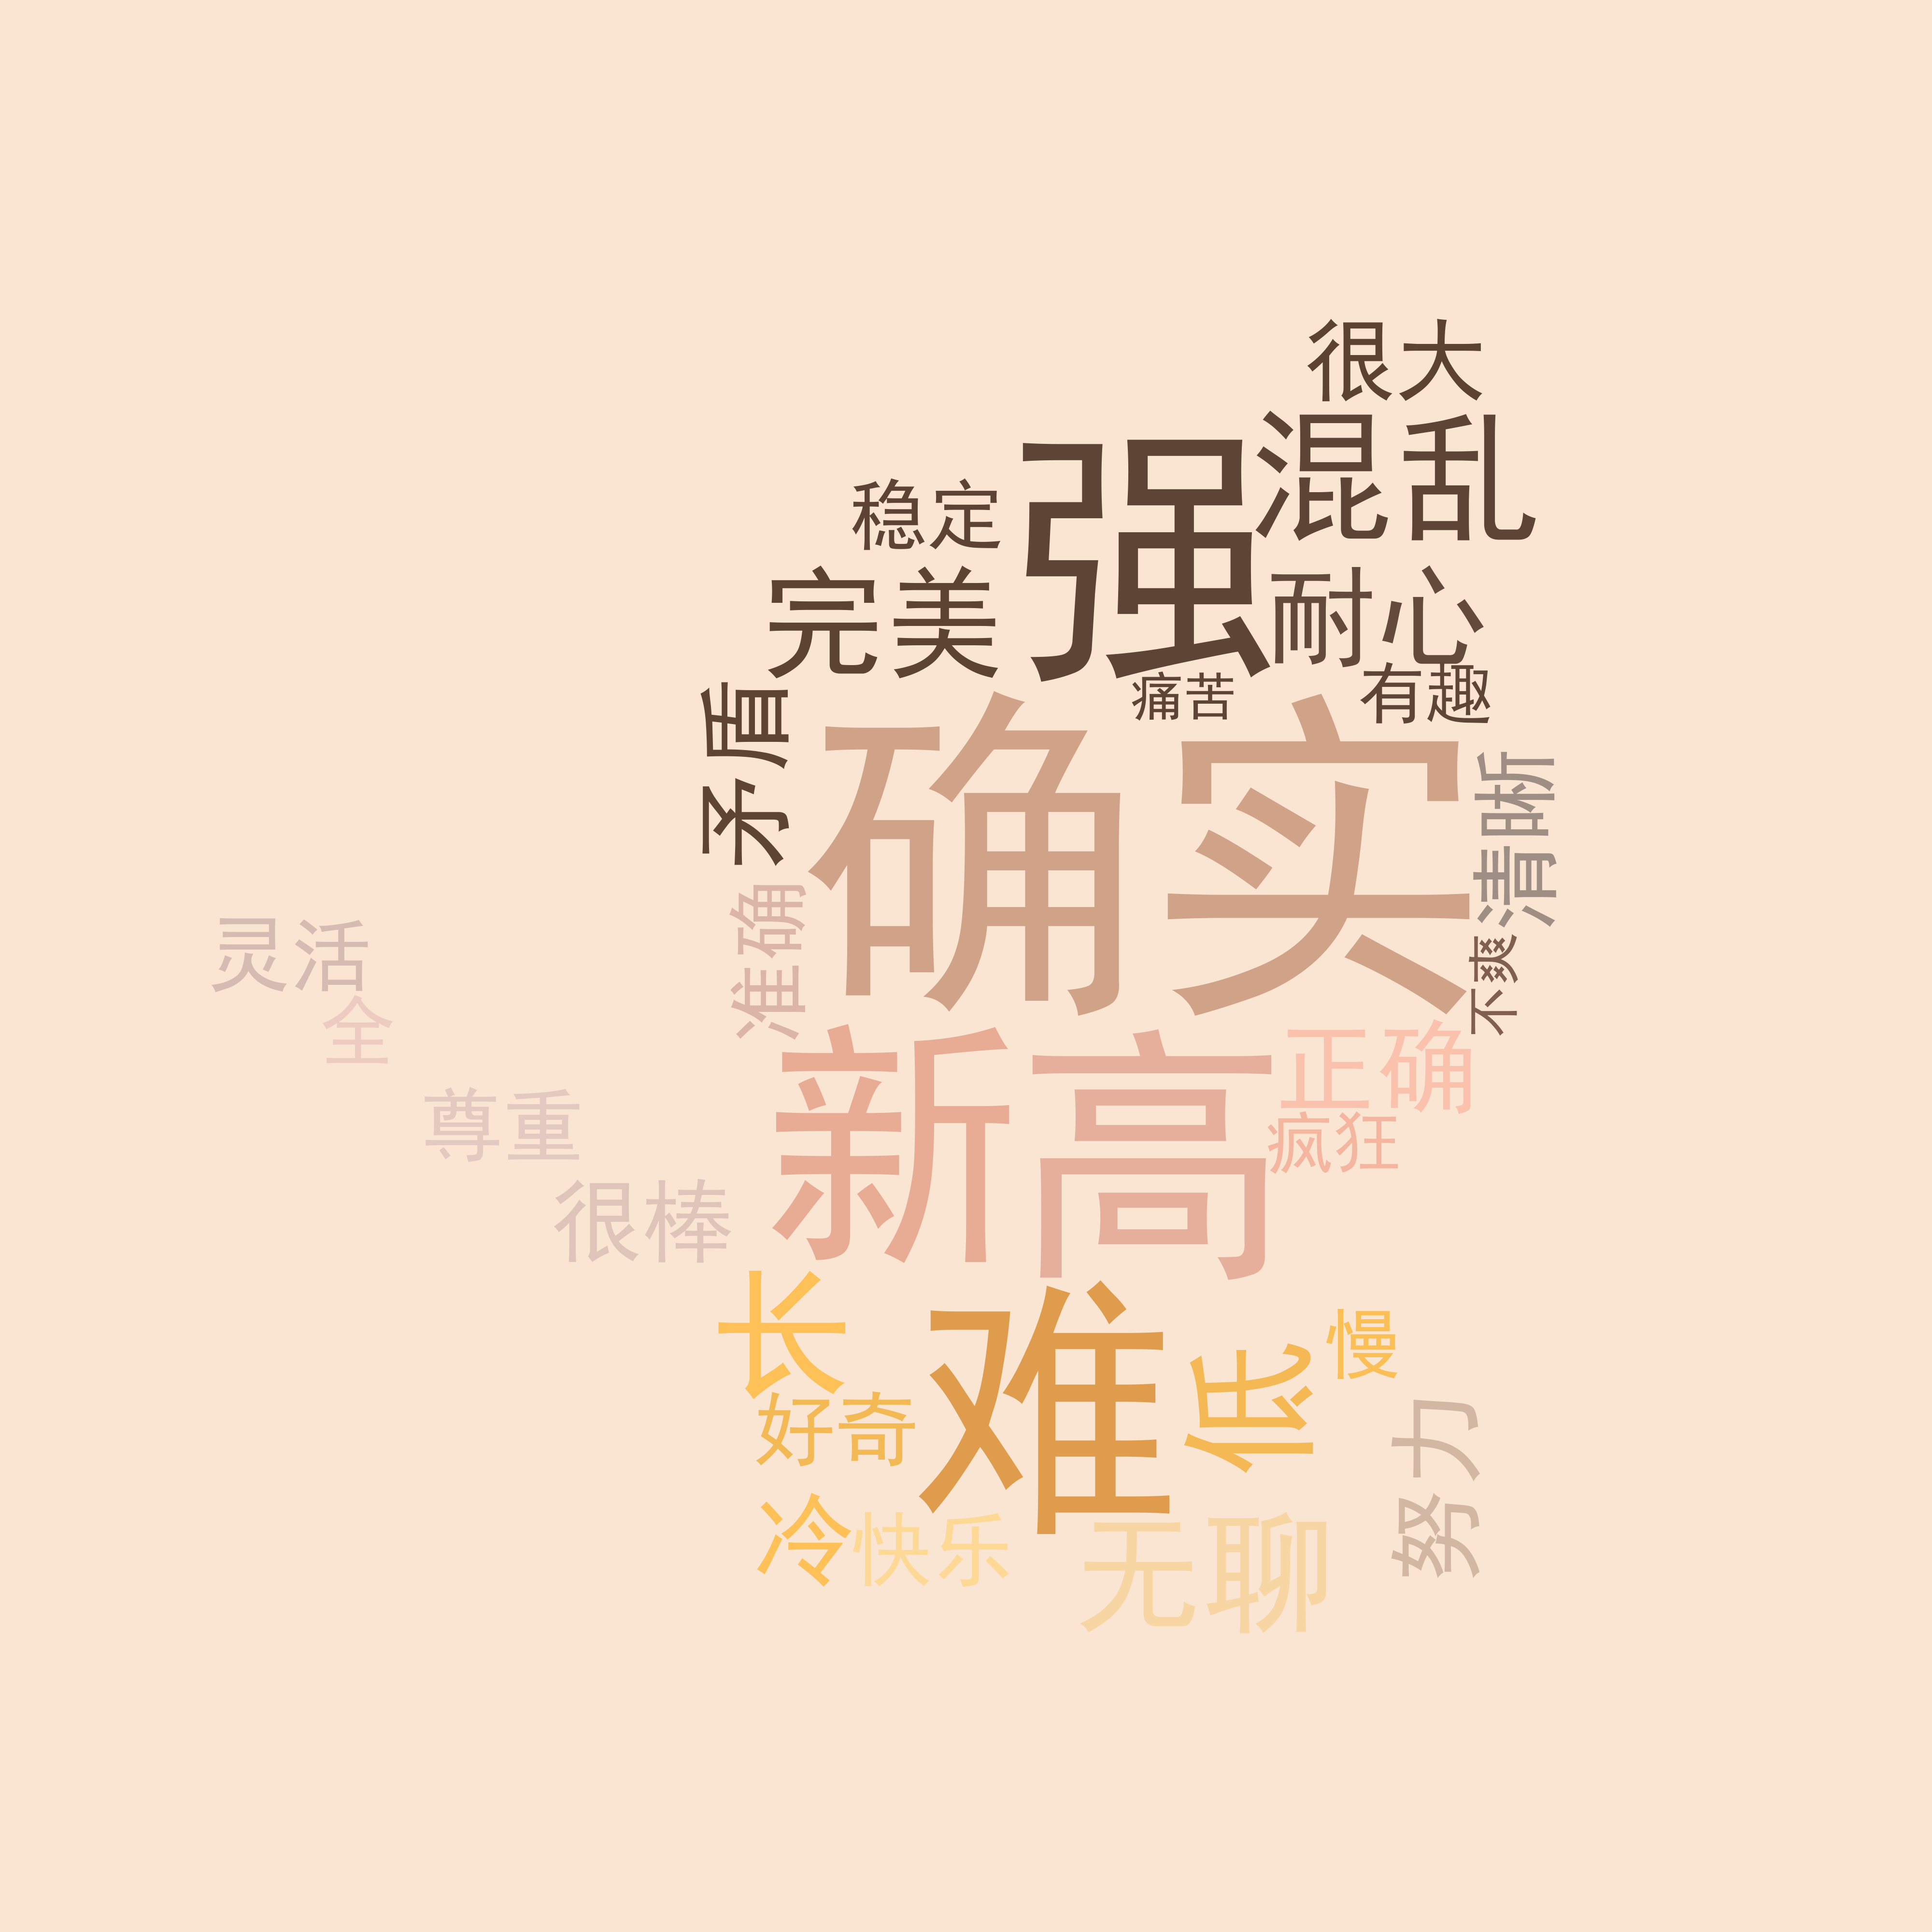 很大
混乱
强
稳定
完美
耐心
有趣
痛苦
矛盾
确实
清晰
准确
不爽
灵活
全
尊重
很棒
新
高
正确
疯狂
长
难
些
慢
好奇
努力
冷
快乐
无聊